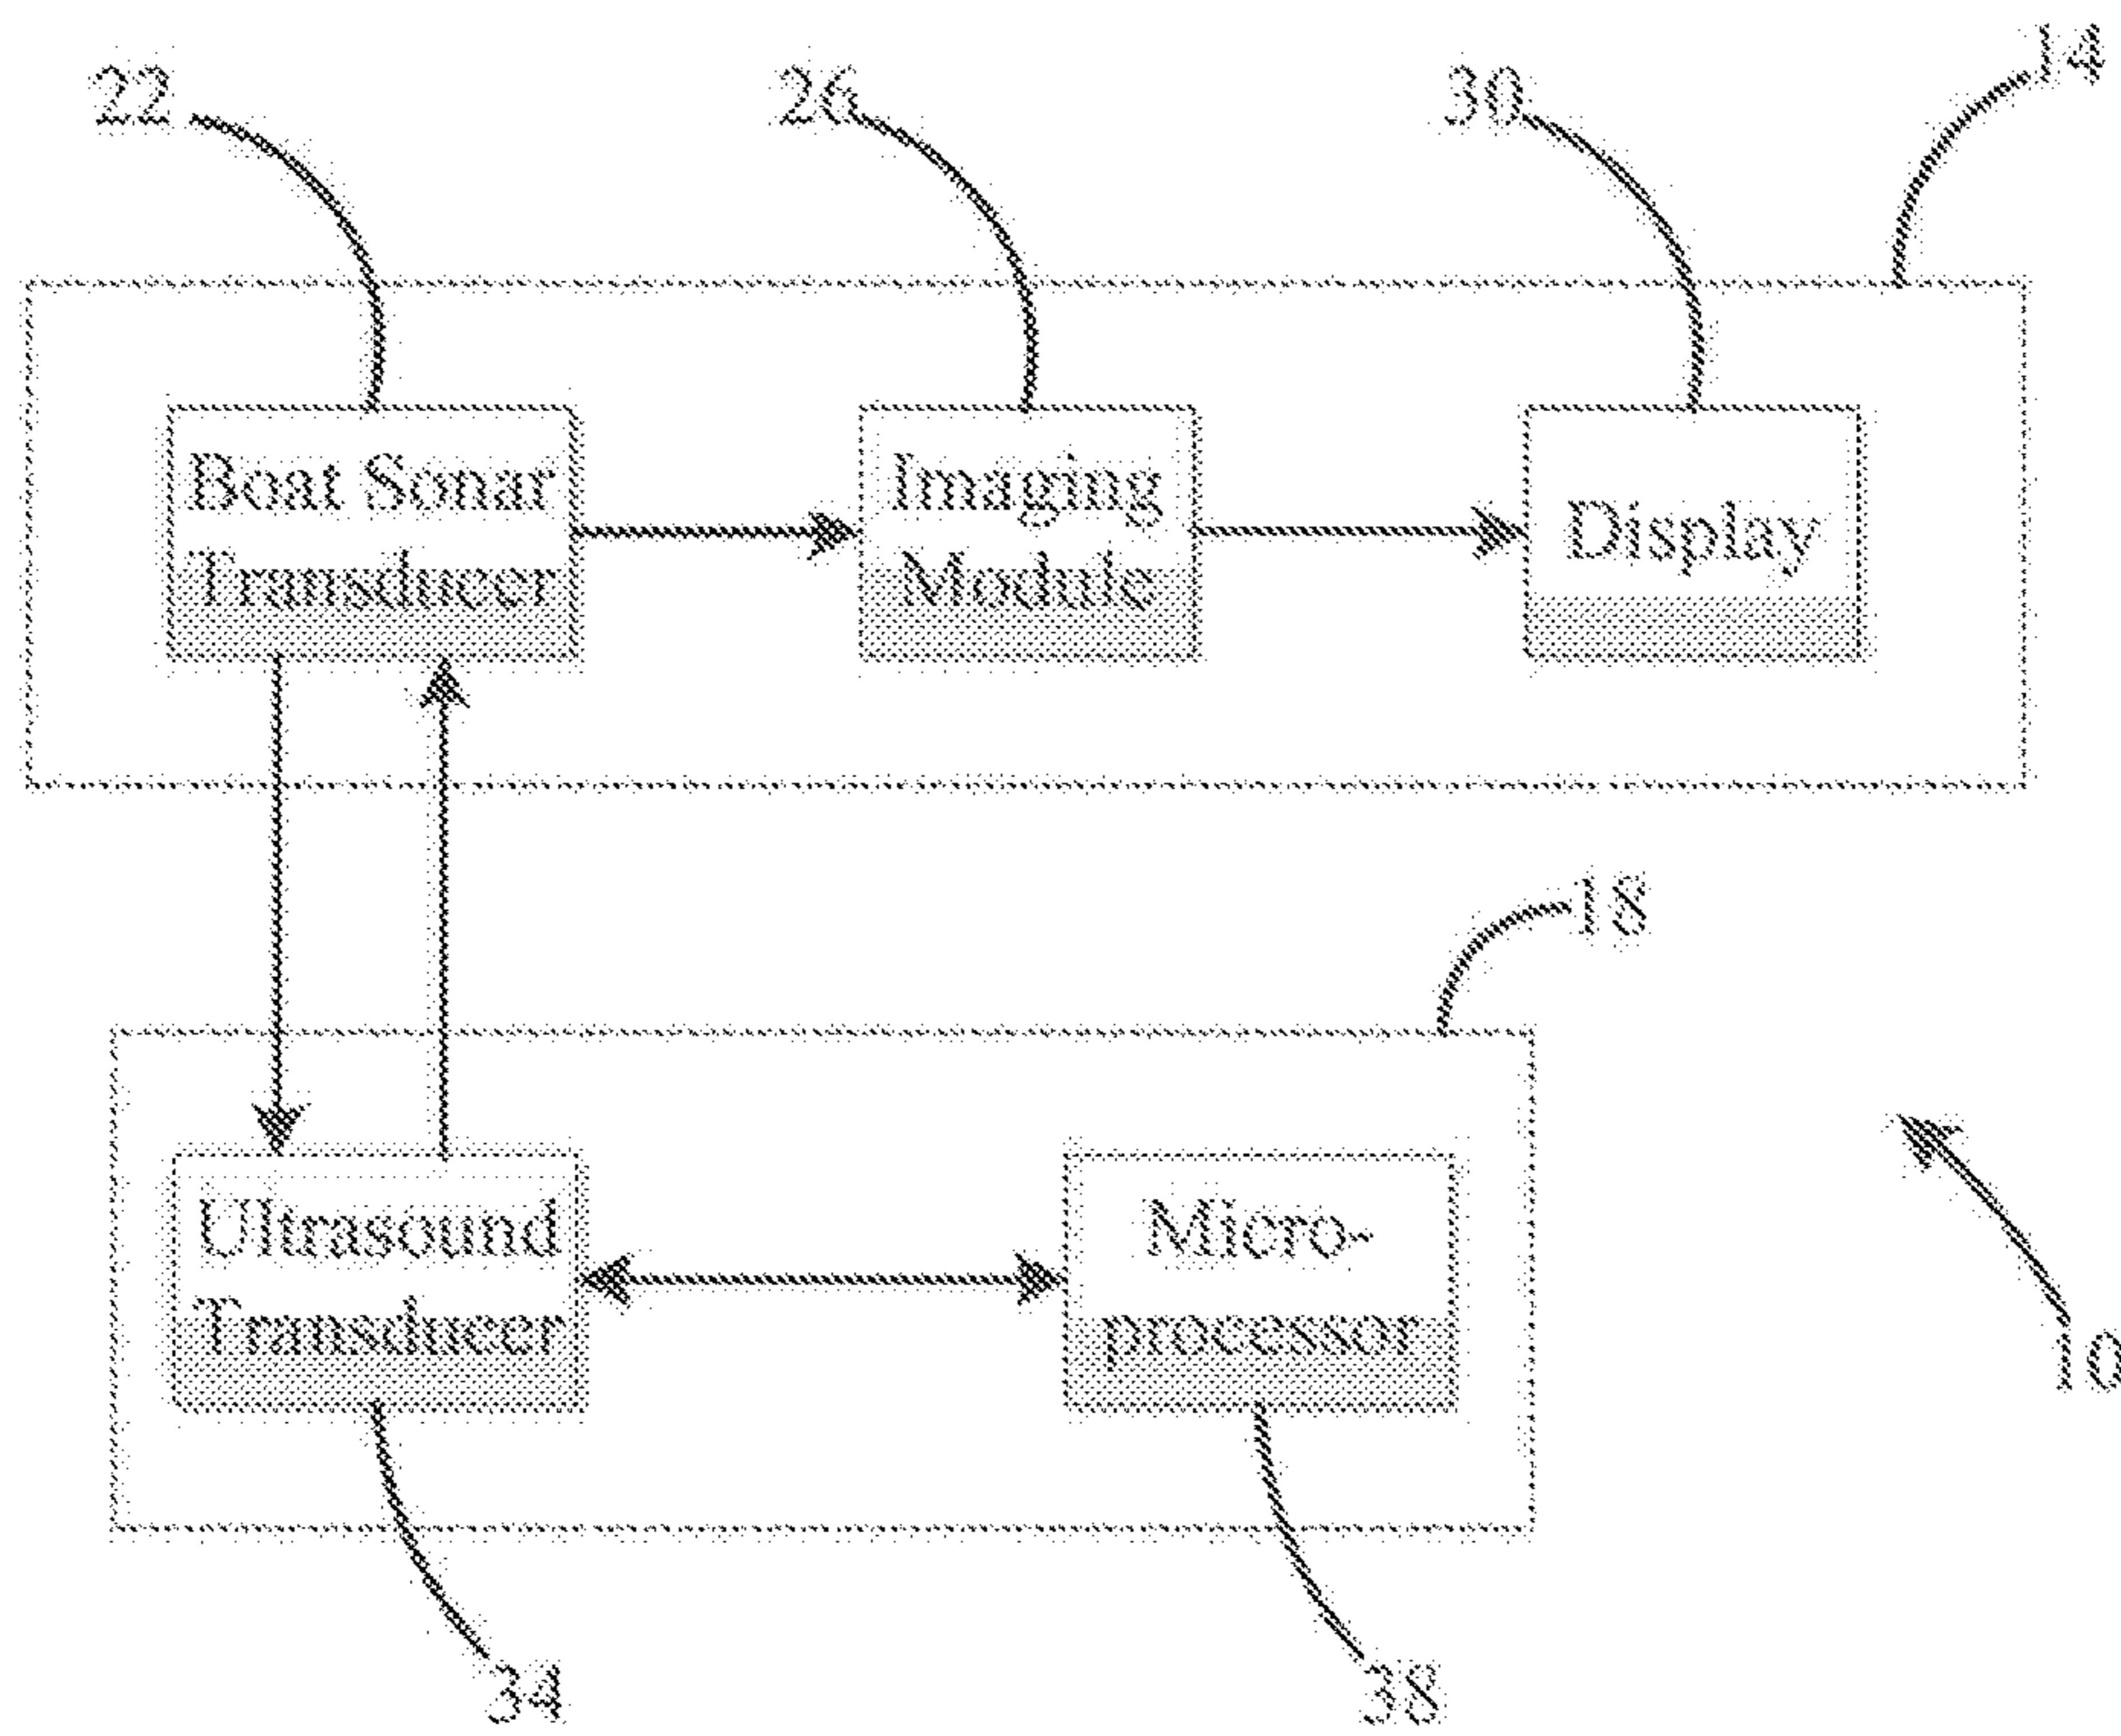 14
22
26
30
Boat Sonar
Transducer
Imaging
Module
Display
18
Ultrasound
Transducer
Micro-
processor
10
34
38